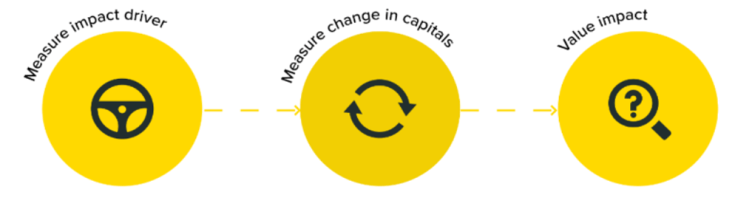 Measure impact driver
Measure change in capitals
Value impact
?